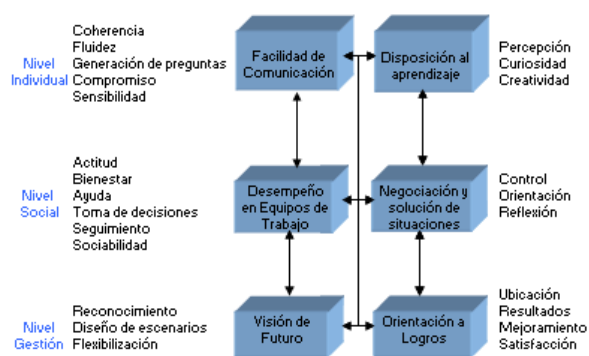 Nivel
Individual
Coherencia
Fluidez
Generación de preguntas
Compromiso
Sensibilidad
Facilidad de
Comunicación
Disposición al
aprendizaje
Percepción
Curiosidad
Creatividad
Nivel
Social
Actitud
Bienestar
Ayuda
Toma de decisiones
Seguimiento
Sociabilidad
Desempeño
en Equipos de
Trabajo
Negociación y
solución de
situaciones
Control
Orientación
Reflexión
Nivel
Gestión
Reconocimiento
Diseño de escenarios
Flexibilización
Visión de
Futuro
Orientación a
Logros
Ubicación
Resultados
Mejoramiento
Satisfacción